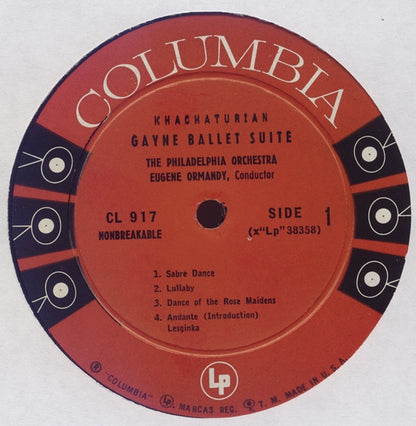 COLUMBIA
KHACHATURIAN
GAYNE BALLET SUITE
THE PHILADELPHIA ORCHESTRA
EUGENE ORMANDY, Conductor
CL 917
NONBREAKABLE
SIDE 1
(x"Lp" 38358)
1. Sabre Dance
2. Lullaby
3. Dance of the Rose Maidens
4. Andante (Introduction)
Lesginka
Lp
® "COLUMBIA" Lp, MARCAS REG. T. M. MADE IN U.S.A.